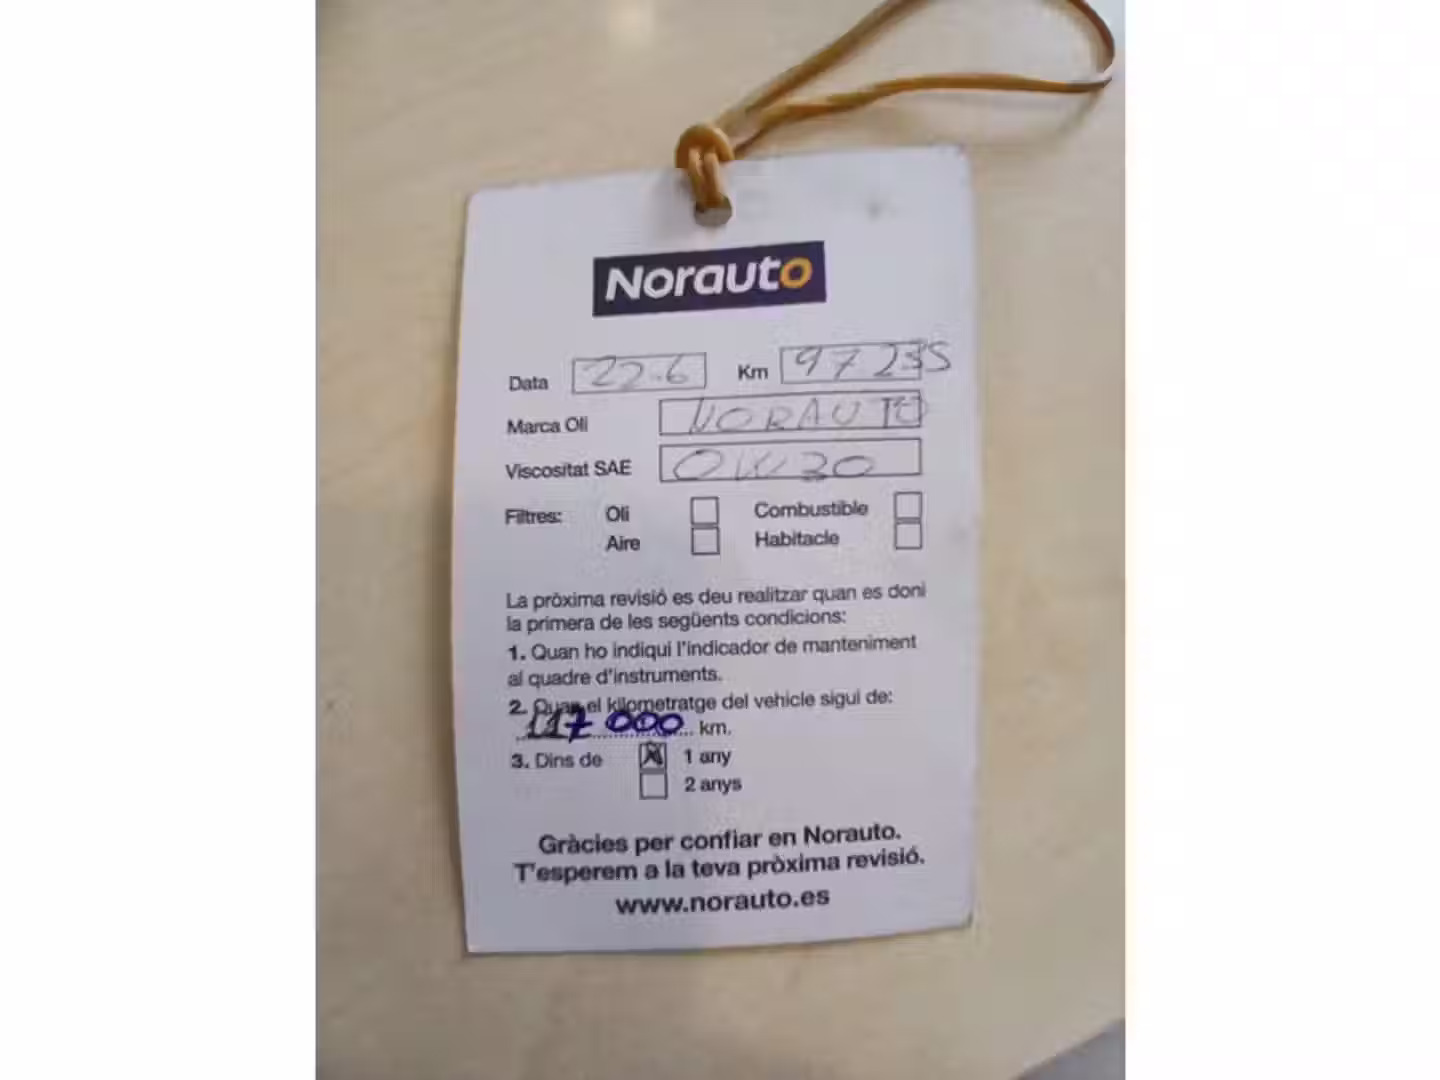 Norauto
Data 22.6 Km 97235
Marca Oli NORAUTO
Viscositat SAE 0W30
Filtres: Oli Combustible
Aire Habitacle
La pròxima revisió es deu realitzar quan es doni
la primera de les següents condicions:
1. Quan ho indiqui l'indicador de manteniment
al quadre d'instruments.
2. Quan el kilometratge del vehicle sigui de:
117 000 km.
3. Dins de X 1 any
2 anys
Gràcies per confiar en Norauto.
T'esperem a la teva pròxima revisió.
www.norauto.es